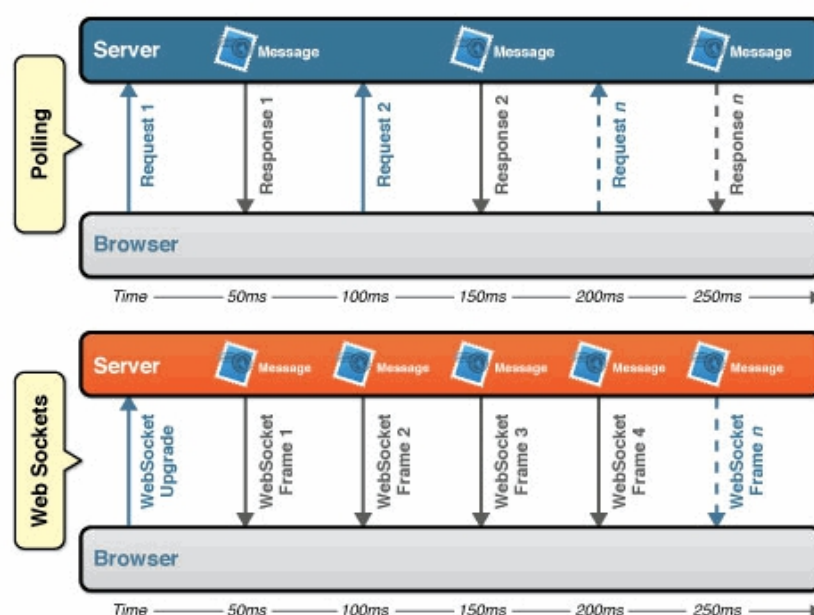 Polling
Server
Message
Message
Message
Request 1
Response 1
Request 2
Response 2
Request n
Response n
Browser
Time
50ms
100ms
150ms
200ms
250ms
Web Sockets
Server
Message
Message
Message
Message
Message
WebSocket
Upgrade
WebSocket
Frame 1
WebSocket
Frame 2
WebSocket
Frame 3
WebSocket
Frame 4
WebSocket
Frame n
Browser
Time
50ms
100ms
150ms
200ms
250ms